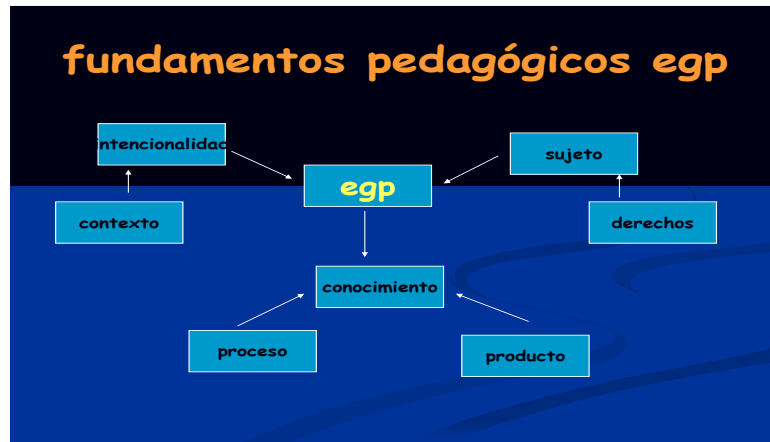 fundamentos pedagógicos egp
intencionalidad
sujeto
egp
contexto
derechos
conocimiento
proceso
producto